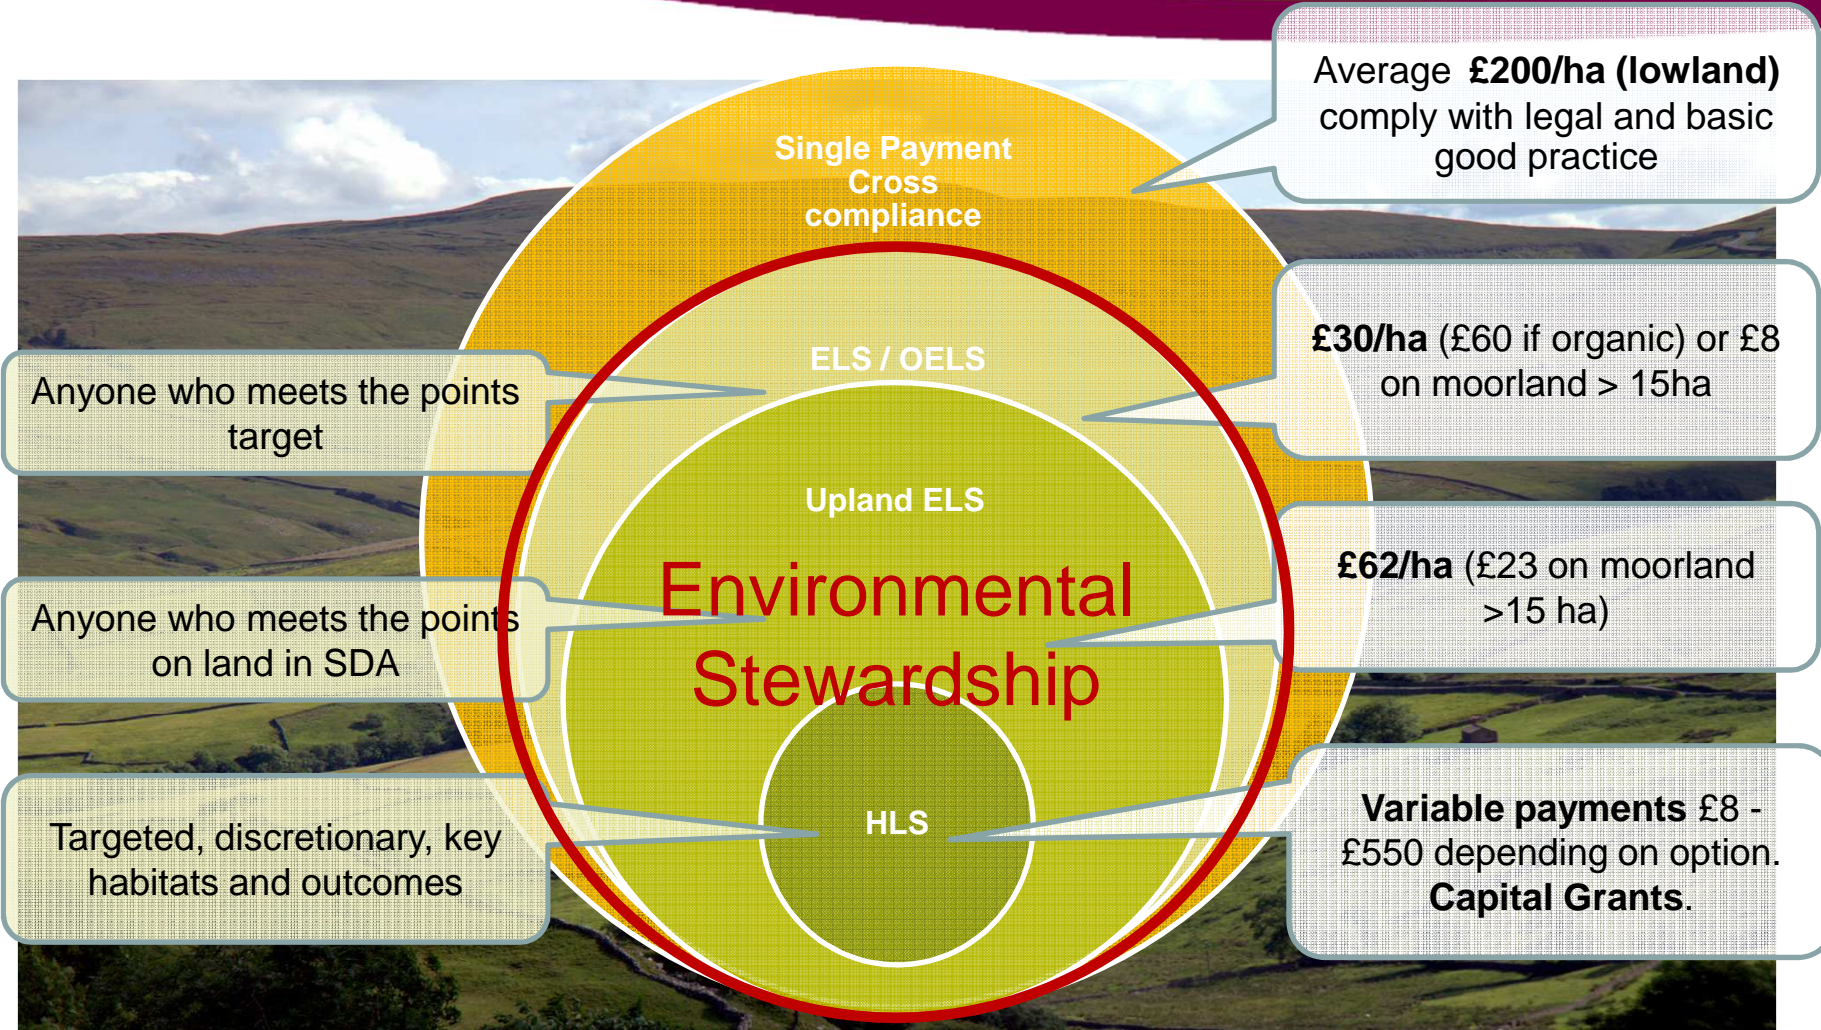 Average £200/ha (lowland)
comply with legal and basic
good practice
Single Payment
Cross
compliance
£30/ha (£60 if organic) or £8
on moorland > 15ha
ELS / OELS
Anyone who meets the points
target
Upland ELS
£62/ha (£23 on moorland
>15 ha)
Environmental
Stewardship
Anyone who meets the points
on land in SDA
HLS
Variable payments £8 -
£550 depending on option.
Capital Grants.
Targeted, discretionary, key
habitats and outcomes